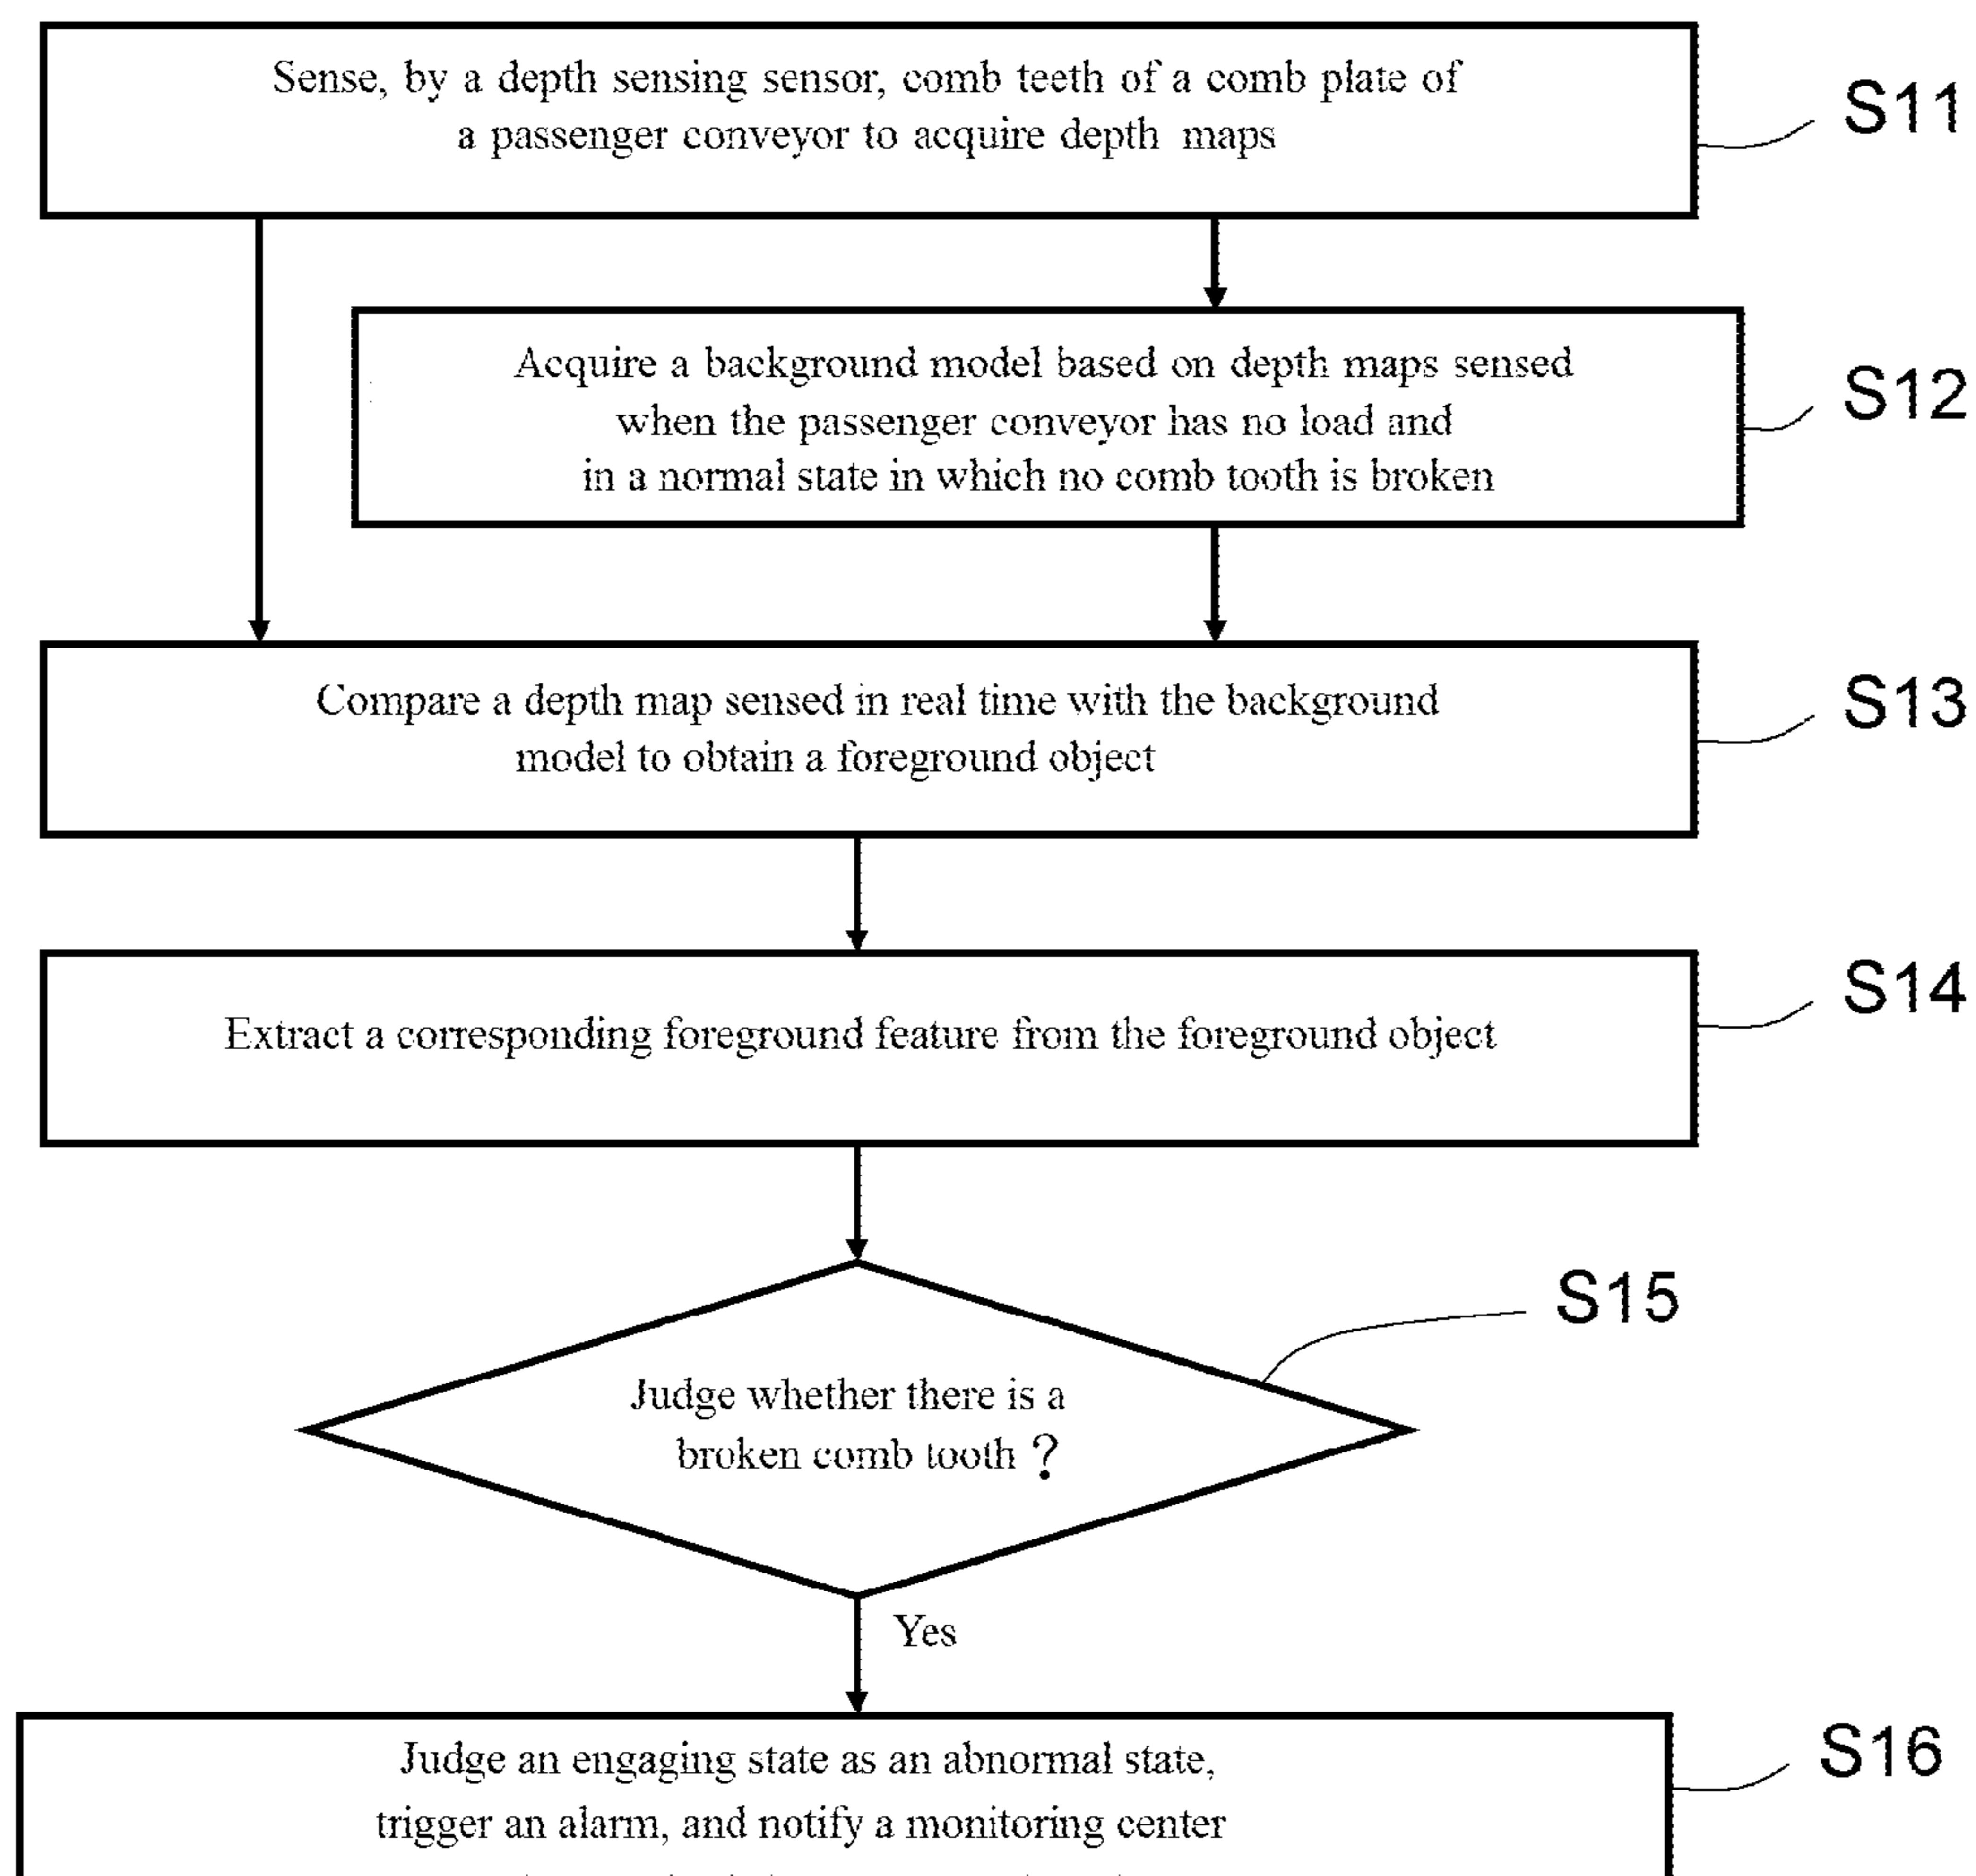 Sense, by a depth sensing sensor, comb teeth of a comb plate of
a passenger conveyor to acquire depth maps
S11
Acquire a background model based on depth maps sensed
when the passenger conveyor has no load and
in a normal state in which no comb tooth is broken
S12
Compare a depth map sensed in real time with the background
model to obtain a foreground object
S13
Extract a corresponding foreground feature from the foreground object
S14
Judge whether there is a
broken comb tooth ?
S15
Yes
Judge an engaging state as an abnormal state,
trigger an alarm, and notify a monitoring center
S16